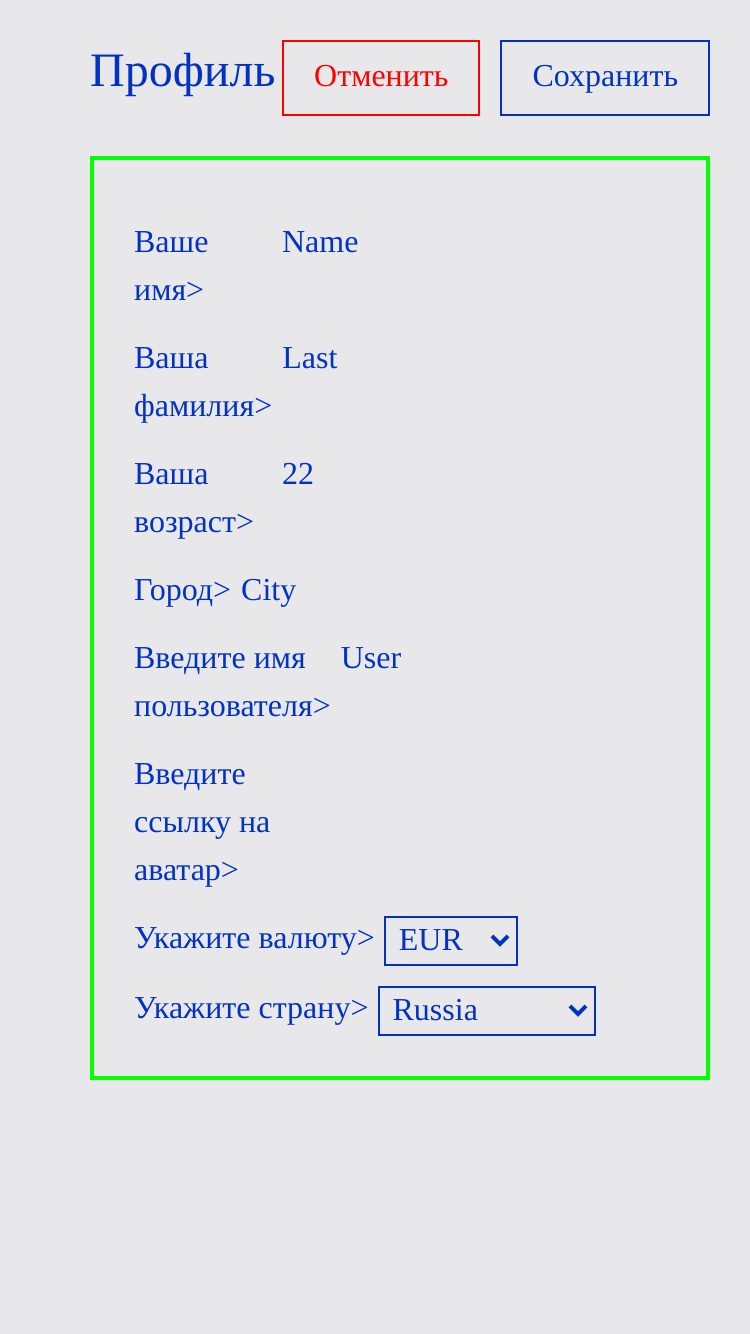 Профиль Отменить Сохранить
Ваше Name
имя>
Ваша Last
фамилия>
Ваша 22
возраст>
Город> City
Введите имя User
пользователя>
Введите
ссылку на
аватар>
Укажите валюту> EUR
Укажите страну> Russia